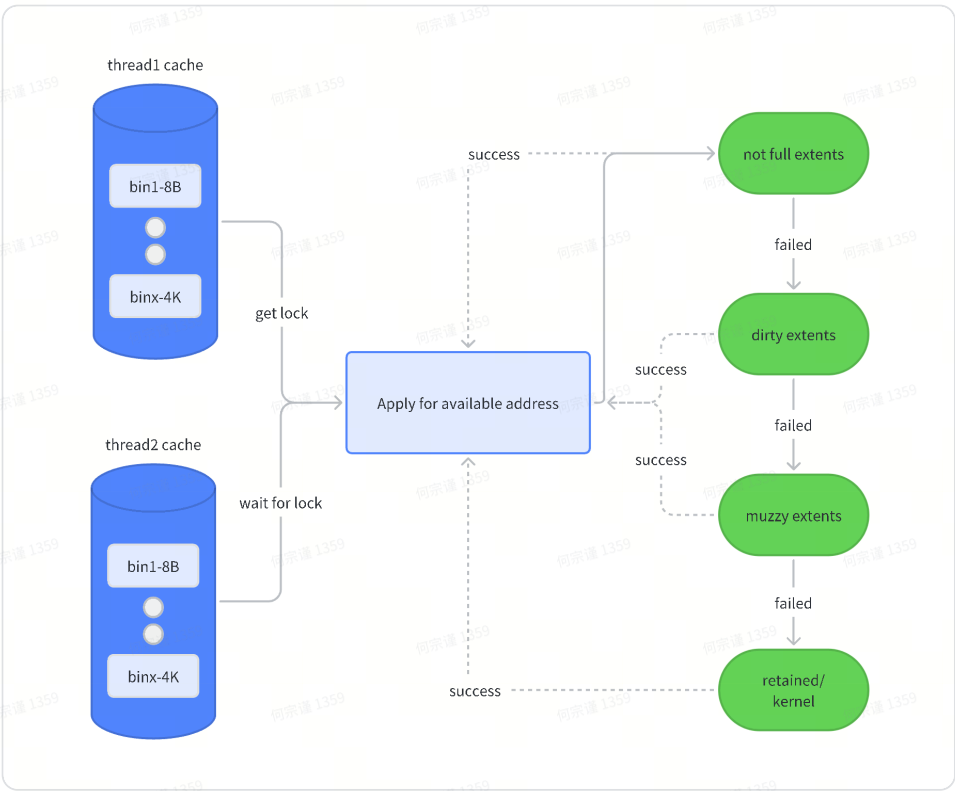 thread1 cache
bin1-8B
binx-4K
get lock
thread2 cache
bin1-8B
binx-4K
wait for lock
Apply for available address
success
not full extents
failed
dirty extents
success
failed
success
muzzy extents
failed
retained/
kernel
success
何宗谦 1359